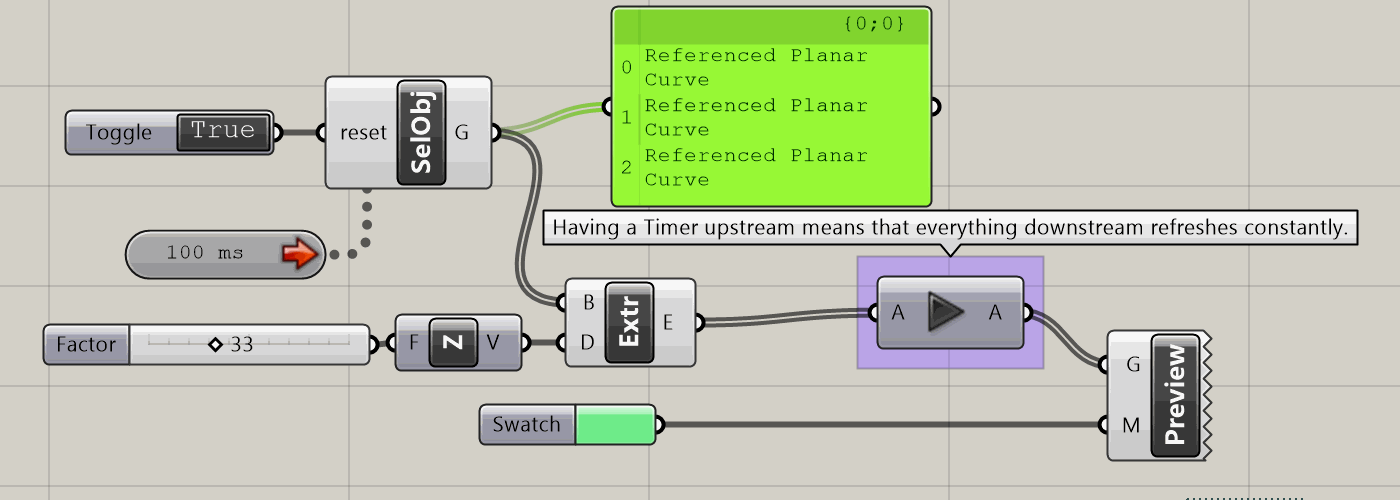 {0;0}
0 Referenced Planar
Curve
1 Referenced Planar
Curve
2 Referenced Planar
Curve
Toggle True
reset SelObj G
100 ms
Having a Timer upstream means that everything downstream refreshes constantly.
Factor 33
F Z V
B
D
Extr
E
A A
Swatch
G
M
Preview